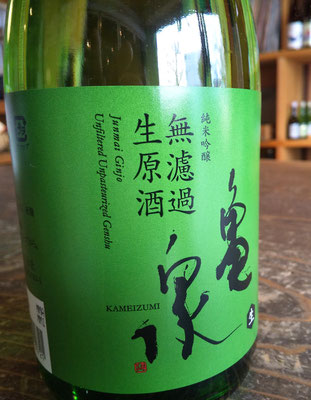 純米吟醸
無濾過
生原酒
Junmai Ginjo
Unfiltered Unpasteurized Genshu
亀泉
KAMEIZUMI
生